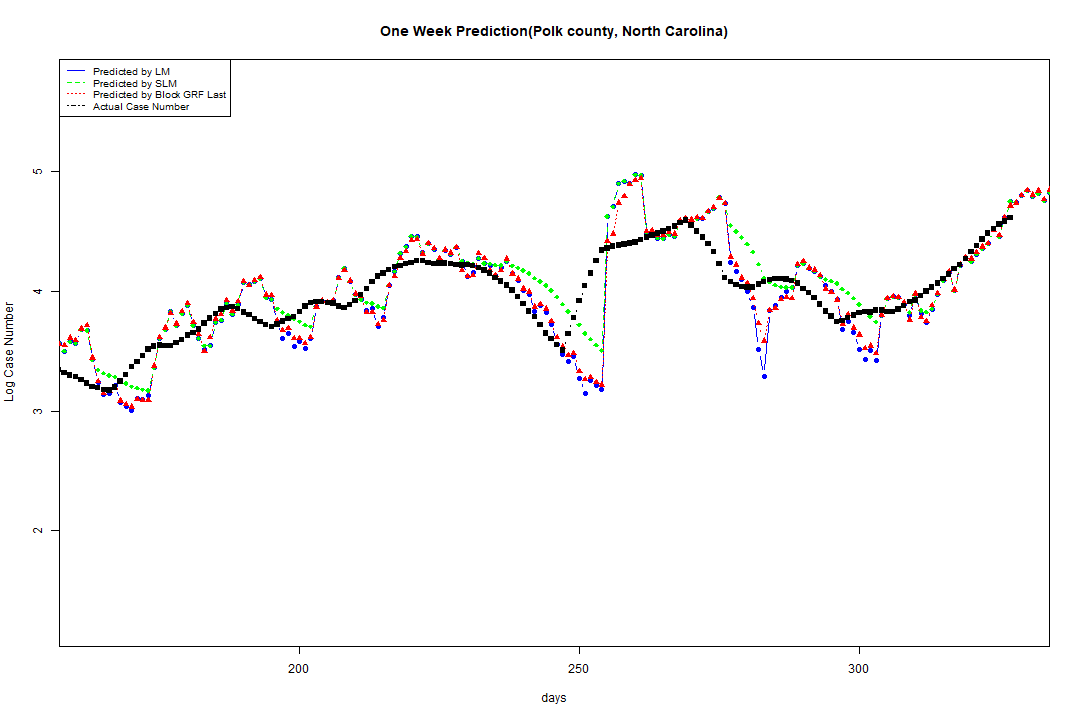 One Week Prediction(Polk county, North Carolina)
Predicted by LM
Predicted by SLM
Predicted by Block GRF Last
Actual Case Number
5
4
3
2
Log Case Number
200 250 300
days